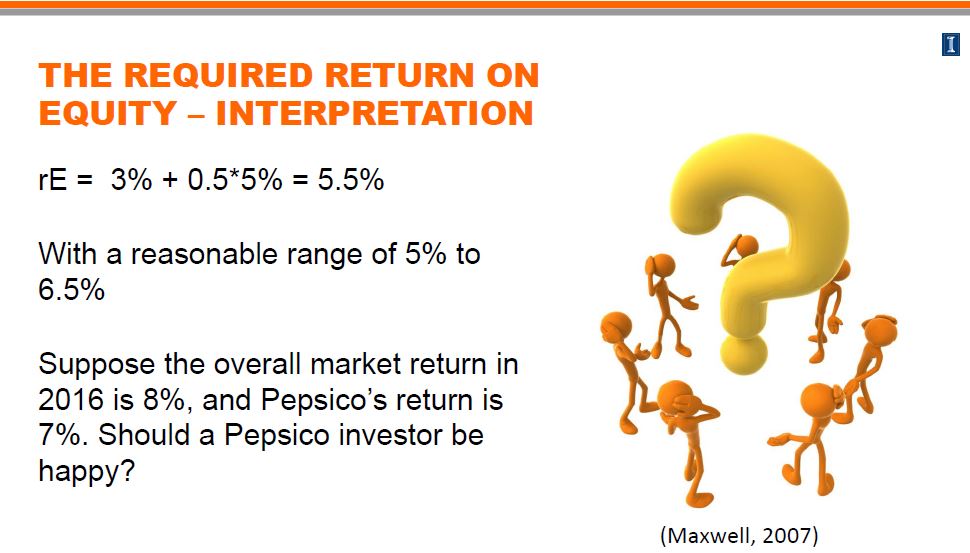 I
THE REQUIRED RETURN ON
EQUITY – INTERPRETATION
rE =  3% + 0.5*5% = 5.5%
With a reasonable range of 5% to
6.5%
Suppose the overall market return in
2016 is 8%, and Pepsico’s return is
7%. Should a Pepsico investor be
happy?
?
(Maxwell, 2007)